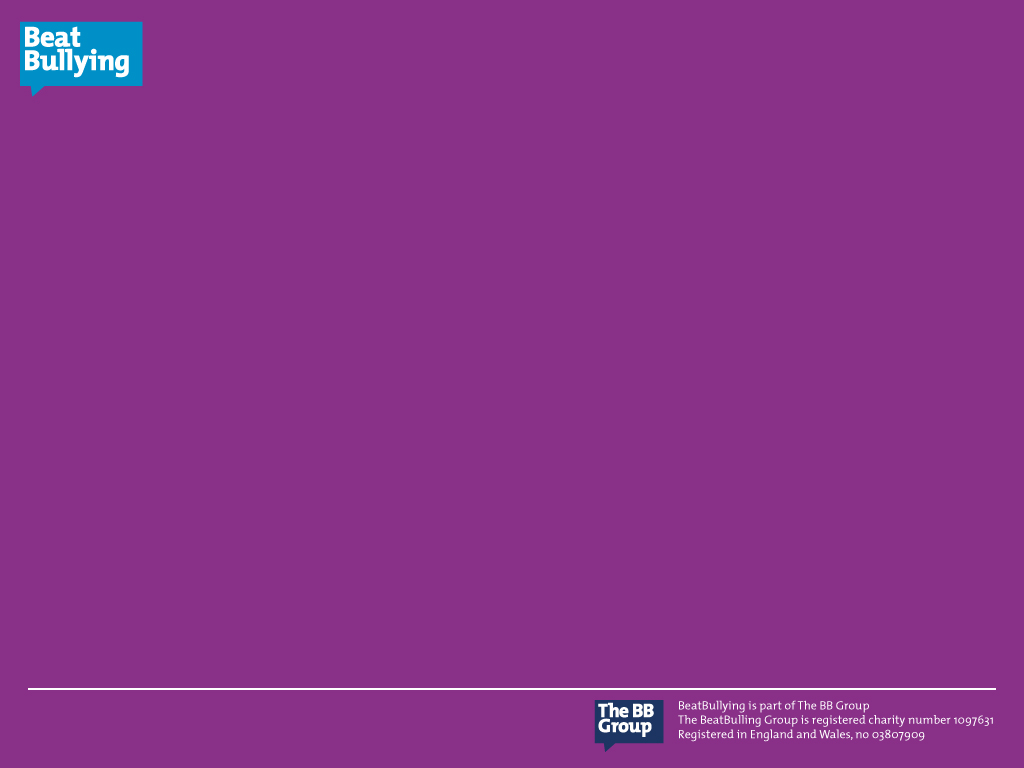 Beat
Bullying
The BB
Group
BeatBullying is part of The BB Group
The BeatBulling Group is registered charity number 1097631
Registered in England and Wales, no 03807909